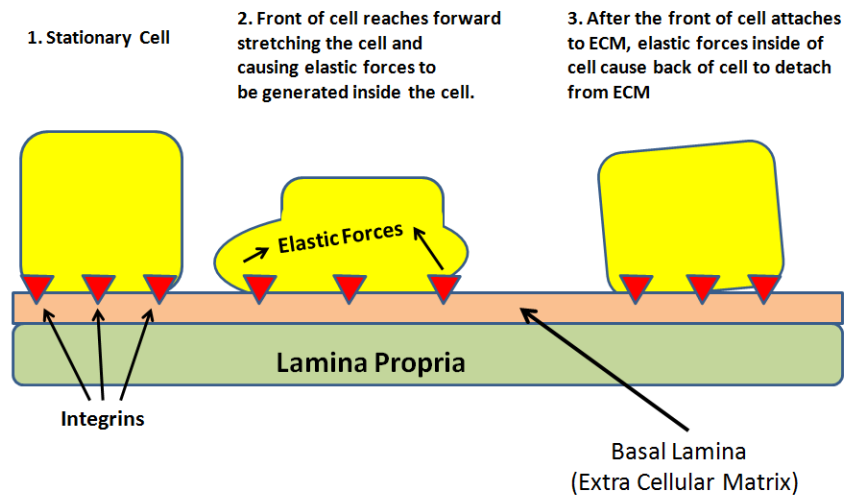 1. Stationary Cell
2. Front of cell reaches forward
stretching the cell and
causing elastic forces to
be generated inside the cell.
3. After the front of cell attaches
to ECM, elastic forces inside of
cell cause back of cell to detach
from ECM
Elastic Forces
Lamina Propria
Integrins
Basal Lamina
(Extra Cellular Matrix)